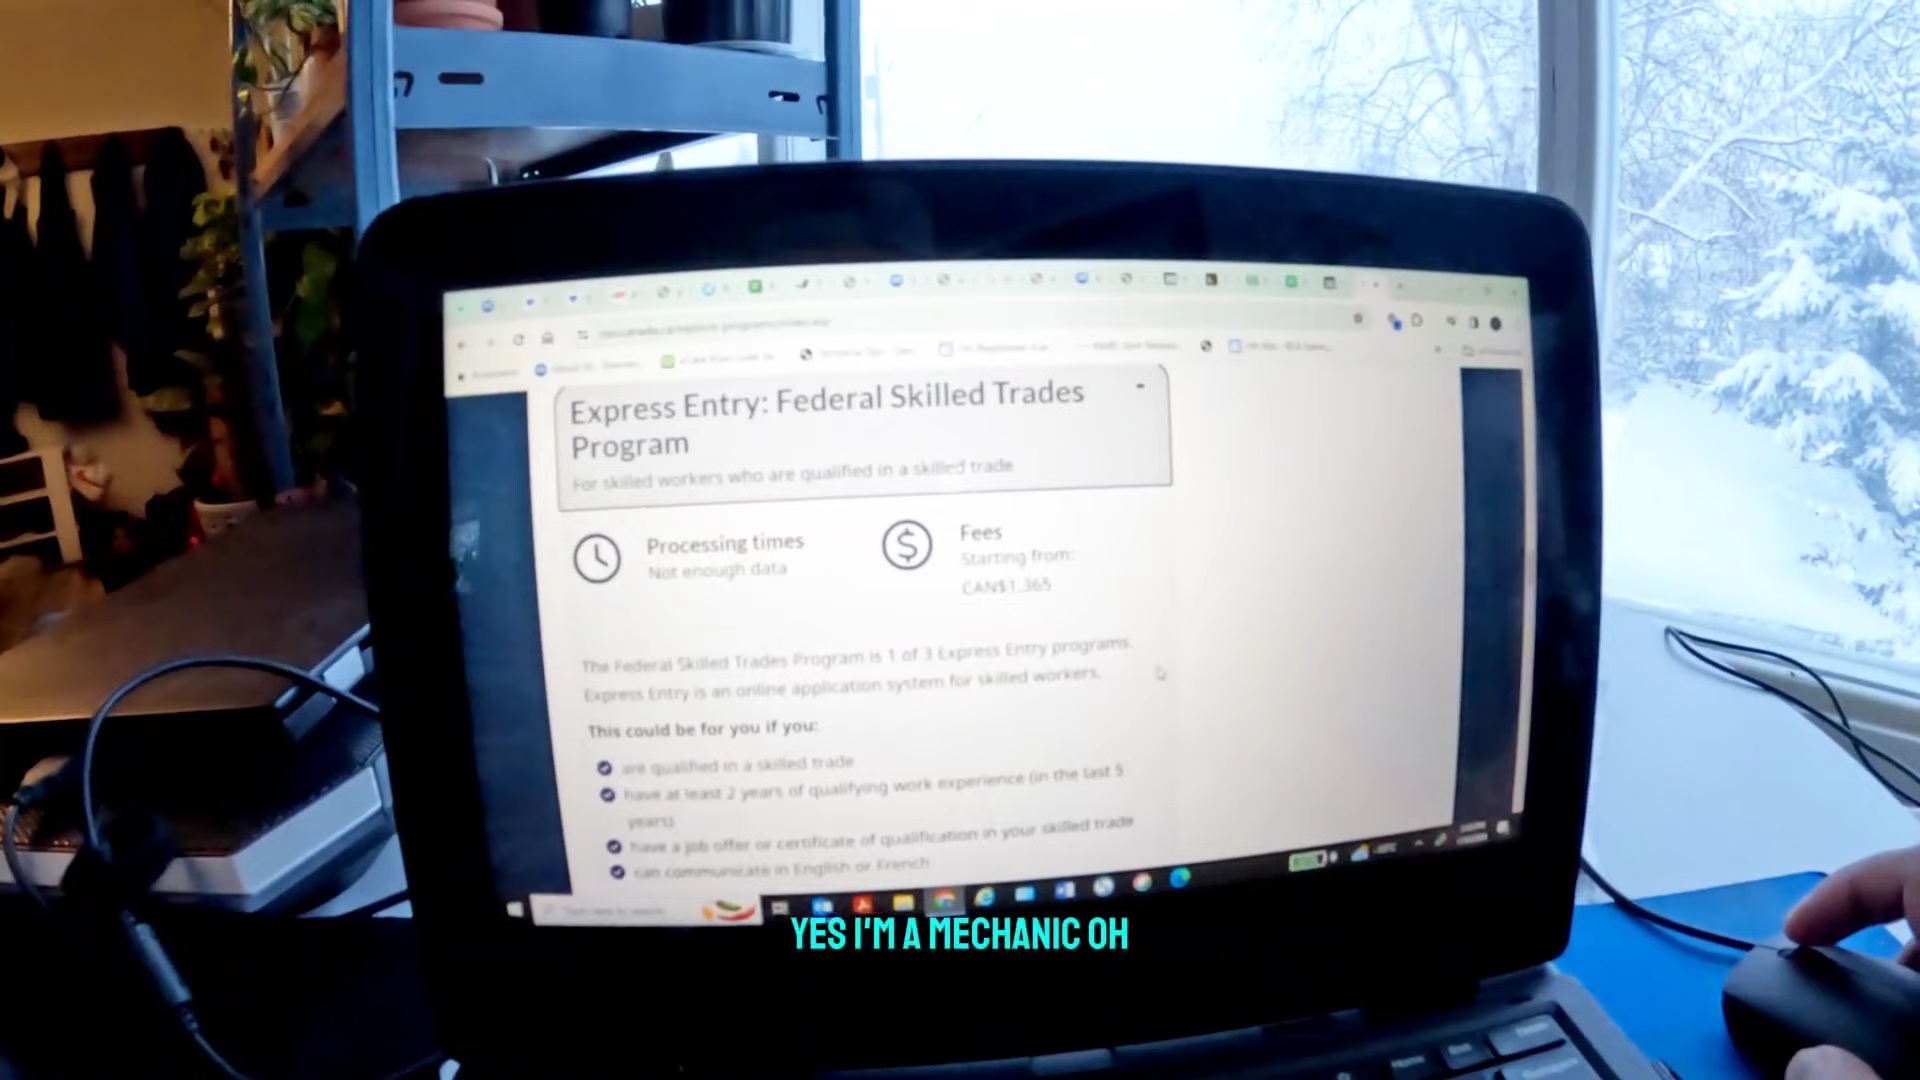 Express Entry: Federal Skilled Trades
Program
For skilled workers who are qualified in a skilled trade
Processing times
Not enough data
Fees
Starting from:
CAN$1,365
The Federal Skilled Trades Program is 1 of 3 Express Entry programs.
Express Entry is an online application system for skilled workers.
This could be for you if you:
are qualified in a skilled trade
have at least 2 years of qualifying work experience (in the last 5
years)
have a job offer or certificate of qualification in your skilled trade
can communicate in English or French
Type here to search
YES I'M A MECHANIC OH